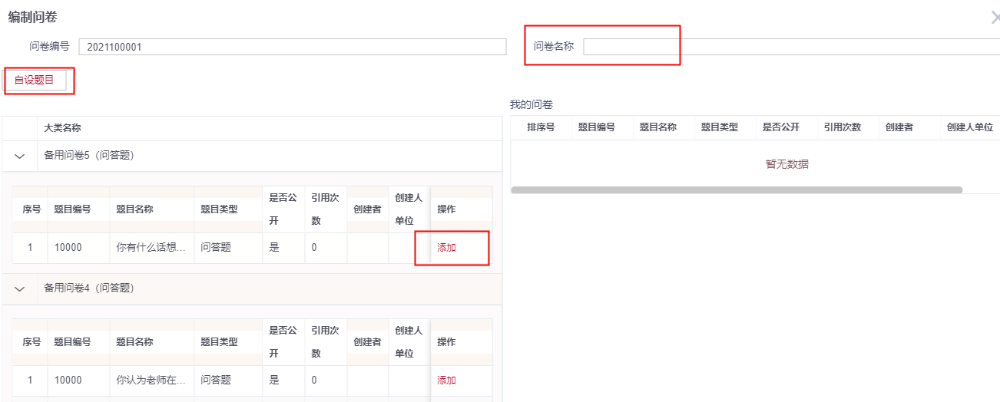 编制问卷
问卷编号 2021100001 问卷名称
自设题目
我的问卷
大类名称
排序号 题目编号 题目名称 题目类型 是否公开 引用次数 创建者 创建人单位
备用问卷5（问答题）
暂无数据
序号 题目编号 题目名称 题目类型 是否公开 引用次数 创建者 创建人单位 操作
1 10000 你有什么话想... 问答题 是 0 添加
备用问卷4（问答题）
序号 题目编号 题目名称 题目类型 是否公开 引用次数 创建者 创建人单位 操作
1 10000 你认为老师在... 问答题 是 0 添加